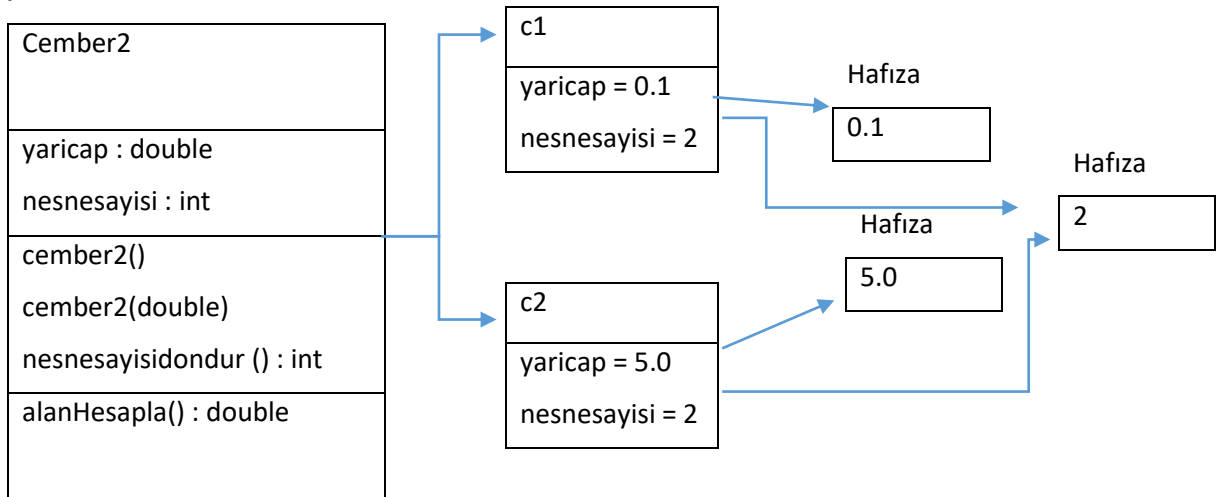 Cember2
yaricap : double
nesnesayisi : int
cember2()
cember2(double)
nesnesayisidondur () : int
alanHesapla() : double
c1
yaricap = 0.1
nesnesayisi = 2
c2
yaricap = 5.0
nesnesayisi = 2
Hafıza
0.1
Hafıza
5.0
Hafıza
2